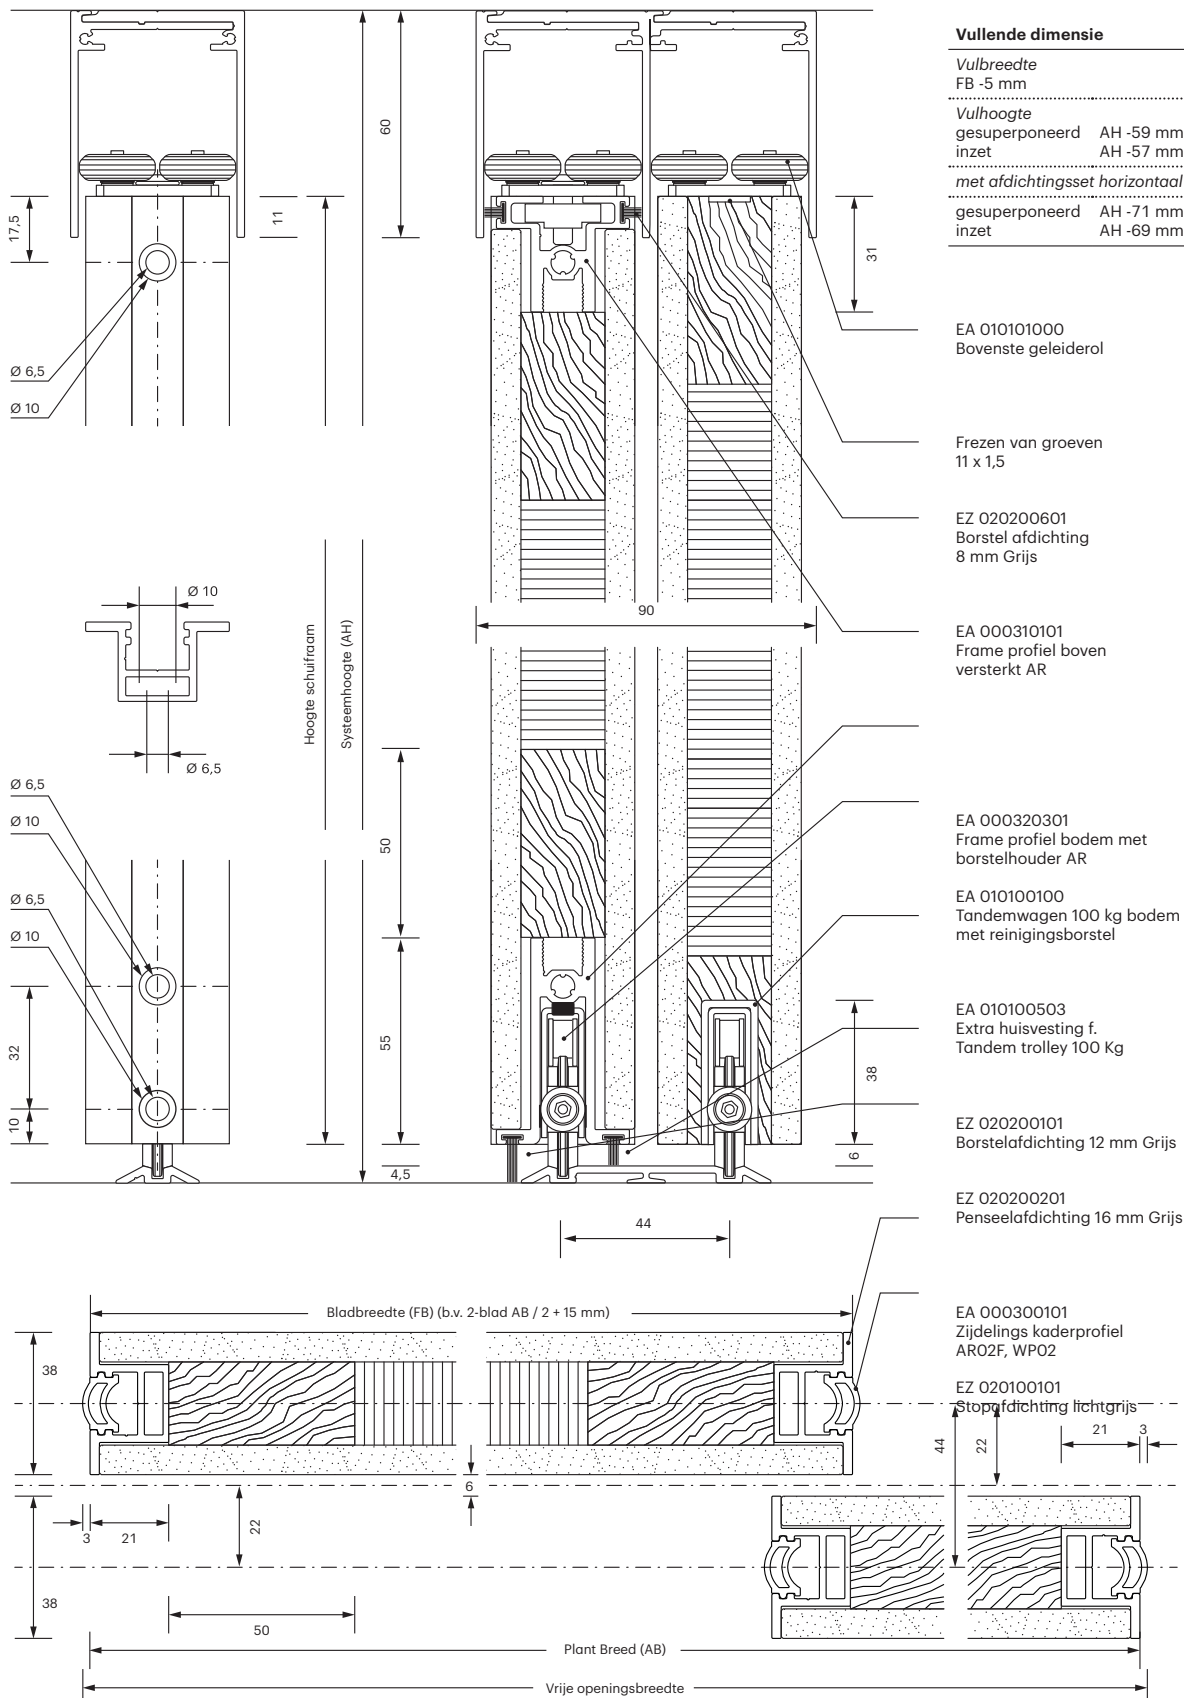 Vullende dimensie
Vulbreedte
FB -5 mm
Vulhoogte
gesuperponeerd AH -59 mm
inzet AH -57 mm
met afdichtingsset horizontaal
gesuperponeerd AH -71 mm
inzet AH -69 mm
60
17,5
11
31
Ø 6,5
Ø 10
EA 010101000
Bovenste geleiderol
Frezen van groeven
11 x 1,5
EZ 020200601
Borstel afdichting
8 mm Grijs
Ø 10
Ø 6,5
Hoogte schuifraam
Systeemhoogte (AH)
90
EA 000310101
Frame profiel boven
versterkt AR
Ø 6,5
Ø 10
Ø 6,5
Ø 10
50
55
32
10
4,5
38
6
44
EA 000320301
Frame profiel bodem met
borstelhouder AR
EA 010100100
Tandemwagen 100 kg bodem
met reinigingsborstel
EA 010100503
Extra huisvesting f.
Tandem trolley 100 Kg
EZ 020200101
Borstelafdichting 12 mm Grijs
EZ 020200201
Penseelafdichting 16 mm Grijs
EA 000300101
Zijdelings kaderprofiel
AR02F, WP02
EZ 020100101
Stopafdichting lichtgrijs
Bladbreedte (FB) (b.v. 2-blad AB / 2 + 15 mm)
38
44
22
21
3
6
3
21
22
38
50
Plant Breed (AB)
Vrije openingsbreedte